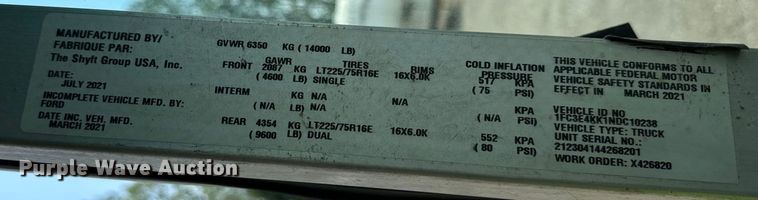 MANUFACTURED BY/
FABRIQUE PAR:
The Shyft Group USA, Inc.
DATE:
JULY 2021
INCOMPLETE VEHICLE MFD. BY:
FORD
DATE INC. VEH. MFD.
MARCH 2021
GVWR 6350 KG ( 14000 LB)
GAWR TIRES RIMS COLD INFLATION PRESSURE
FRONT 2087 KG LT225/75R16E 16X6.0K 517 KPA
( 4600 LB) SINGLE ( 75 PSI)
INTERM KG N/A
( N/A LB) N/A N/A KPA
( N/A PSI)
REAR 4354 KG LT225/75R16E 16X6.0K 552 KPA
( 9600 LB) DUAL ( 80 PSI)
THIS VEHICLE CONFORMS TO ALL
APPLICABLE FEDERAL MOTOR
VEHICLE SAFETY STANDARDS IN
EFFECT IN MARCH 2021
VEHICLE ID NO
1FC3E4KK1NDC10238
VEHICLE TYPE: TRUCK
UNIT SERIAL NO:
212304144268201
WORK ORDER: X426820
Purple Wave Auction